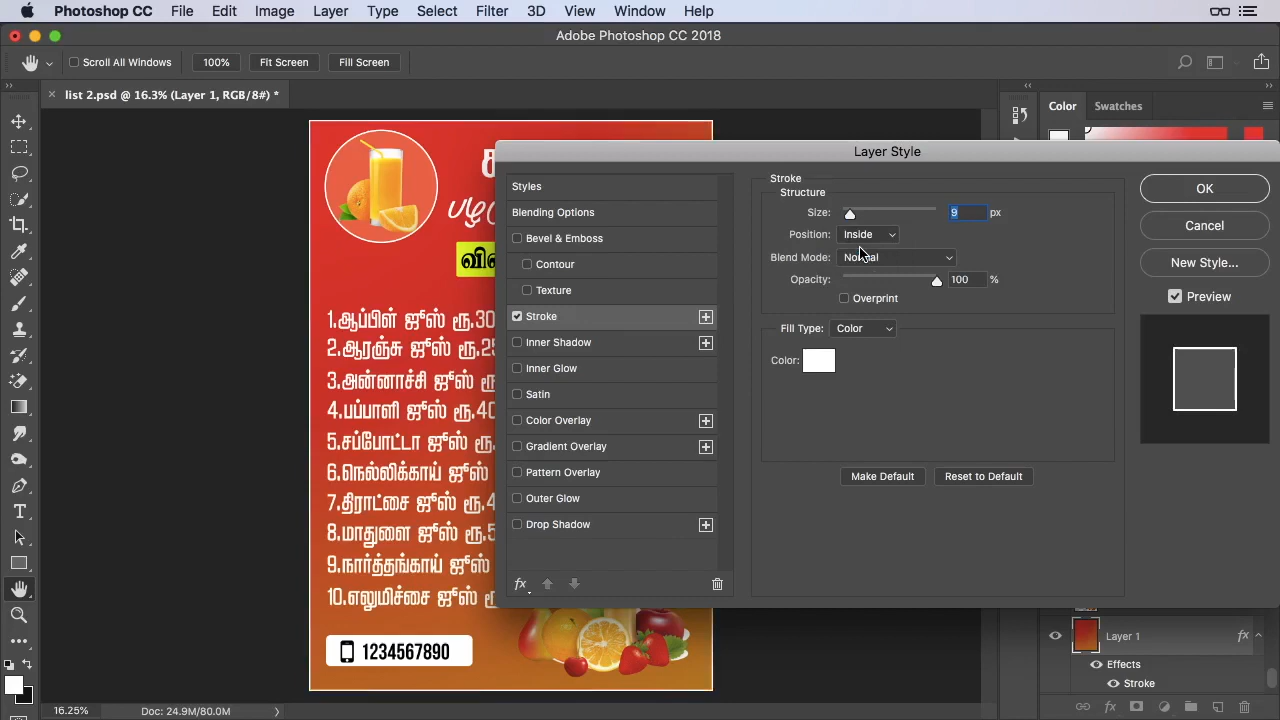 Photoshop CC File Edit Image Layer Type Select Filter 3D View Window Help
Adobe Photoshop CC 2018
Scroll All Windows 100% Fit Screen Fill Screen
list 2.psd @ 16.3% (Layer 1, RGB/8#) *
Color Swatches
Layer Style
Styles
Blending Options
Bevel & Emboss
Contour
Texture
Stroke
Inner Shadow
Inner Glow
Satin
Color Overlay
Gradient Overlay
Pattern Overlay
Outer Glow
Drop Shadow
fx
Stroke
Structure
Size: 9 px
Position: Inside
Blend Mode: Normal
Opacity: 100 %
Overprint
Fill Type: Color
Color:
Make Default Reset to Default
OK
Cancel
New Style...
Preview
1.ஆப்பிள் ஜூஸ் ரூ.30
2.ஆரஞ்சு ஜூஸ் ரூ.25
3.அன்னாச்சி ஜூஸ் ரூ
4.பப்பாளி ஜூஸ் ரூ.40
5.சப்போட்டா ஜூஸ் ரூ.
6.நெல்லிக்காய் ஜூஸ்
7.திராட்சை ஜூஸ் ரூ.4
8.மாதுளை ஜூஸ் ரூ.5
9.நார்த்தங்காய் ஜூஸ்
10.எலுமிச்சை ஜூஸ்
1234567890
Layer 1 fx
Effects
Stroke
16.25% Doc: 24.9M/80.0M